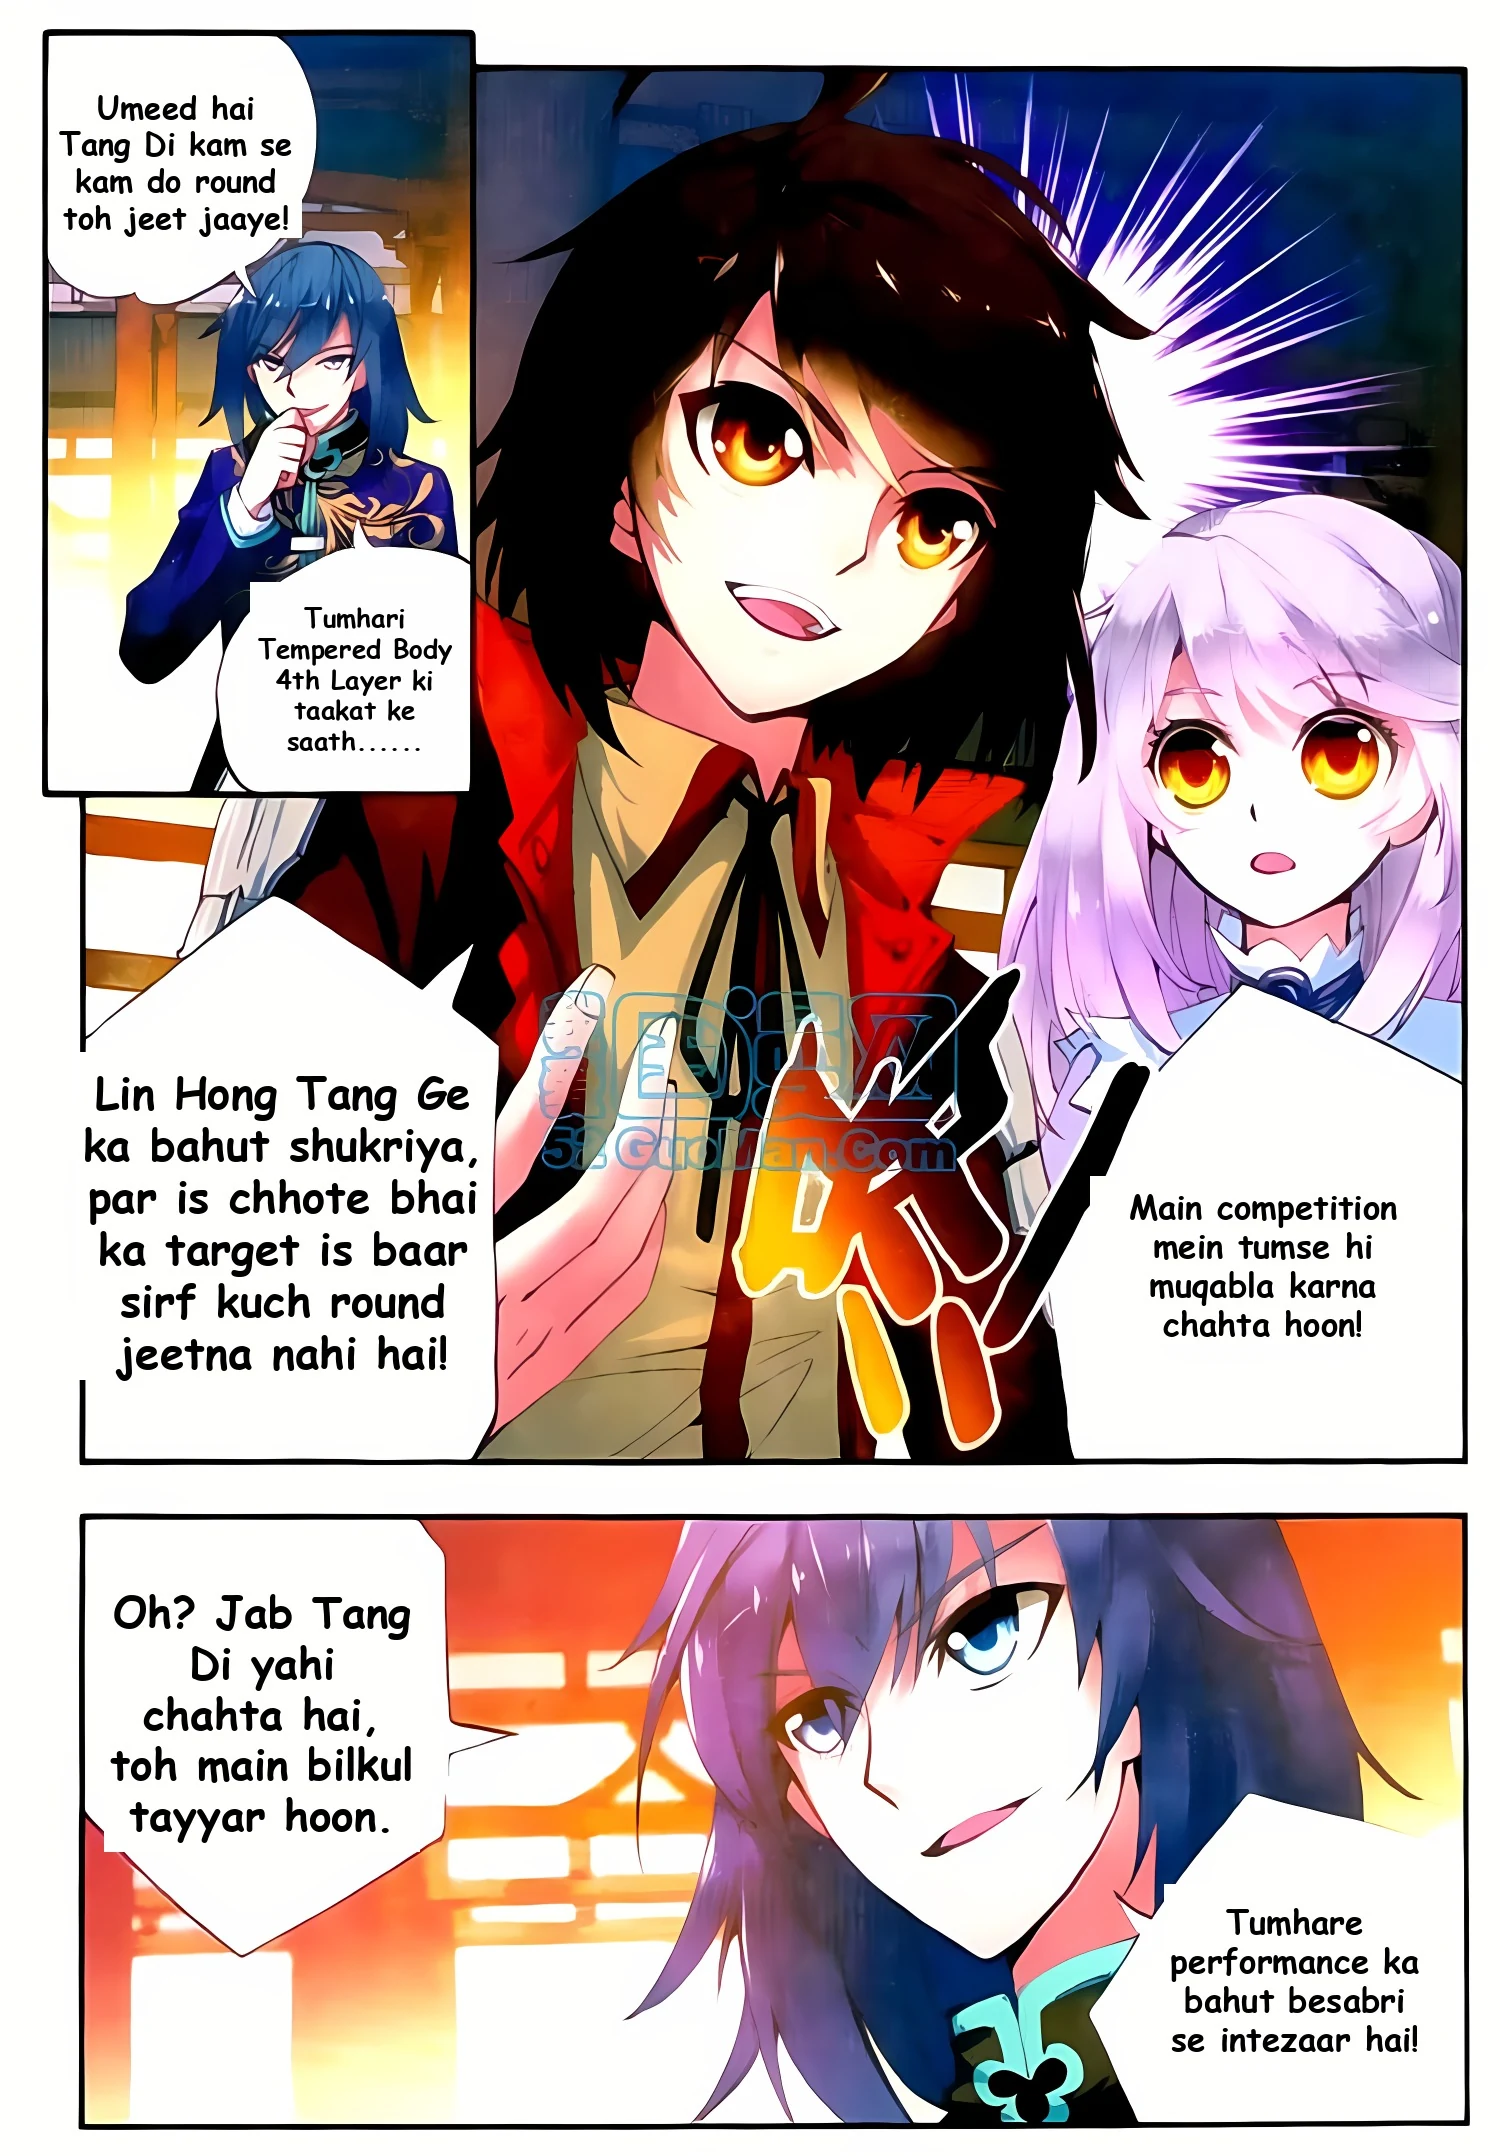 Umeed hai
Tang Di kam se
kam do round
toh jeet jaaye!
Tumhari
Tempered Body
4th Layer ki
taakat ke
saath......
Lin Hong Tang Ge
ka bahut shukriya,
par is chhote bhai
ka target is baar
sirf kuch round
jeetna nahi hai!
52 GuoMan.Com
Main competition
mein tumse hi
muqabla karna
chahta hoon!
Oh? Jab Tang
Di yahi
chahta hai,
toh main bilkul
tayyar hoon.
Tumhare
performance ka
bahut besabri
se intezaar hai!